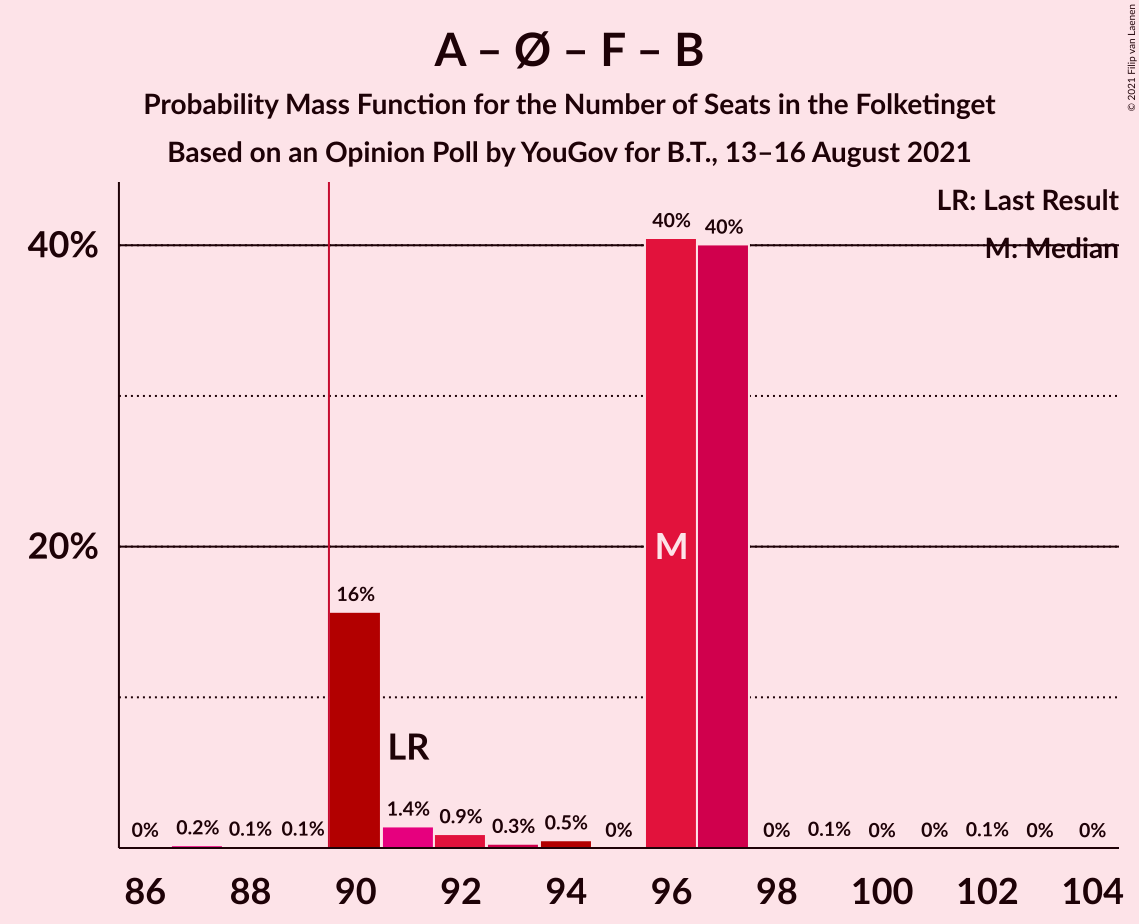 A – Ø – F – B
Probability Mass Function for the Number of Seats in the Folketinget
Based on an Opinion Poll by YouGov for B.T., 13–16 August 2021
© 2021 Filip van Laenen
LR: Last Result
M: Median
40%
20%
0%
0.2%
0.1%
0.1%
16%
1.4%
0.9%
0.3%
0.5%
0%
40%
40%
0%
0.1%
0%
0%
0.1%
0%
0%
LR
M
86 88 90 92 94 96 98 100 102 104